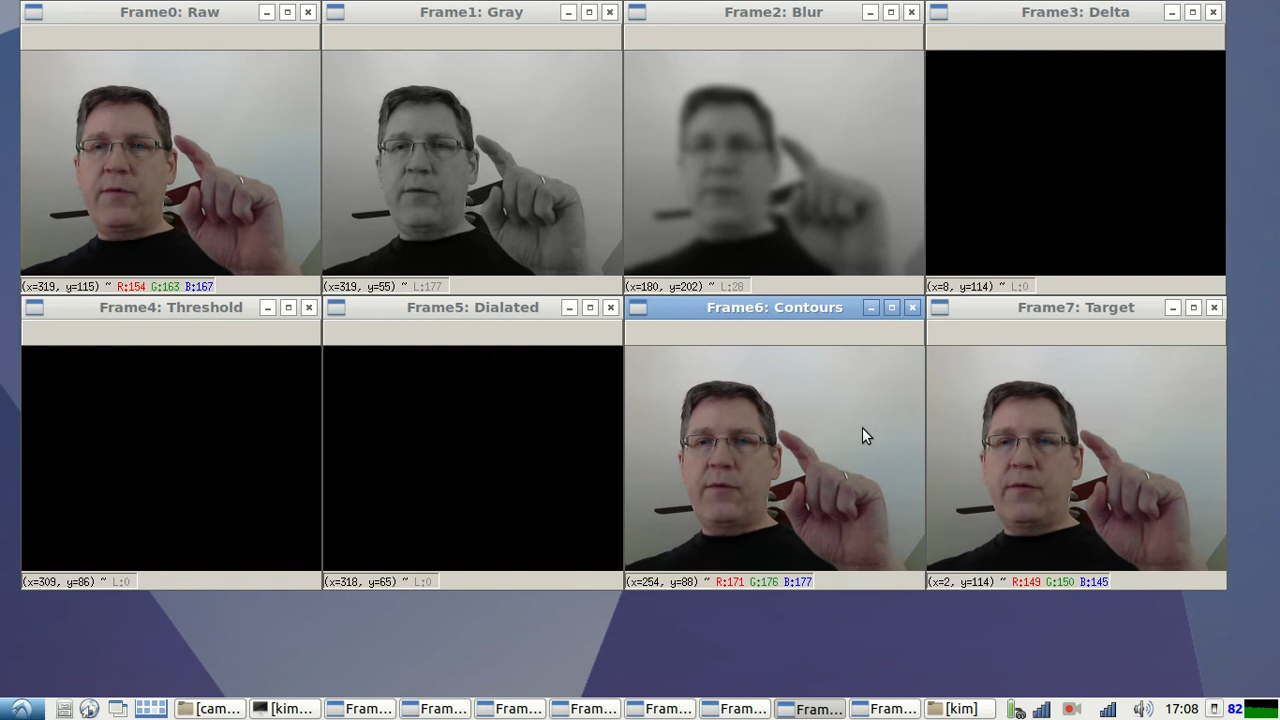 Frame0: Raw
Frame1: Gray
Frame2: Blur
Frame3: Delta
(x=319, y=115) ~ R:154 G:163 B:167
(x=319, y=55) ~ L:177
(x=180, y=202) ~ L:28
(x=8, y=114) ~ L:0
Frame4: Threshold
Frame5: Dialated
Frame6: Contours
Frame7: Target
(x=309, y=86) ~ L:0
(x=318, y=65) ~ L:0
(x=254, y=88) ~ R:171 G:176 B:177
(x=2, y=114) ~ R:149 G:150 B:145
[cam... [kim... Fram... Fram... Fram... Fram... Fram... Fram... Fram... Fram... [kim] 17:08 82